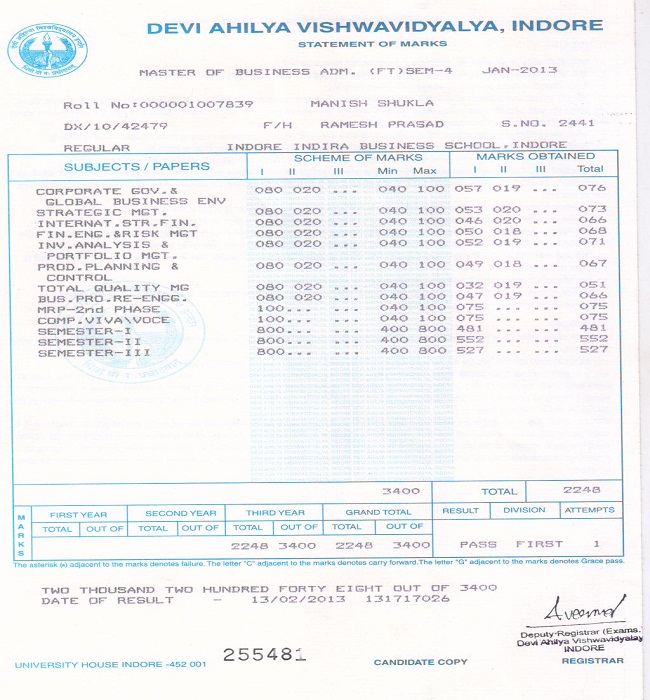 DEVI AHILYA VISHWAVIDYALYA, INDORE
STATEMENT OF MARKS
MASTER OF BUSINESS ADM. (FT)SEM-4 JAN-2013
Roll No:000001007839 MANISH SHUKLA
DX/10/42479 F/H RAMESH PRASAD S.NO. 2441
REGULAR INDORE INDIRA BUSINESS SCHOOL,INDORE
SUBJECTS / PAPERS SCHEME OF MARKS MARKS OBTAINED
I II III Min Max I II III Total
CORPORATE GOV.& 080 020 ... 040 100 057 019 ... 076
GLOBAL BUSINESS ENV
STRATEGIC MGT. 080 020 ... 040 100 053 020 ... 073
INTERNAT.STR.FIN. 080 020 ... 040 100 046 020 ... 066
FIN.ENG.&RISK MGT 080 020 ... 040 100 050 018 ... 068
INV.ANALYSIS & 080 020 ... 040 100 052 019 ... 071
PORTFOLIO MGT.
PROD.PLANNING & 080 020 ... 040 100 049 018 ... 067
CONTROL
TOTAL QUALITY MG 080 020 ... 040 100 032 019 ... 051
BUS.PRO.RE-ENGG. 080 020 ... 040 100 047 019 ... 066
MRP-2nd PHASE 100... ... 040 100 075 ... ... 075
COMP.VIVA\VOCE 100... ... 040 100 075 ... ... 075
SEMESTER-I 800... ... 400 800 481 ... ... 481
SEMESTER-II 800... ... 400 800 552 ... ... 552
SEMESTER-III 800... ... 400 800 527 ... ... 527
3400 TOTAL 2248
MARKS FIRST YEAR SECOND YEAR THIRD YEAR GRAND TOTAL RESULT DIVISION ATTEMPTS
TOTAL OUT OF TOTAL OUT OF TOTAL OUT OF TOTAL OUT OF
2248 3400 2248 3400 PASS FIRST 1
The asterisk (*) adjacent to the marks denotes failure. The letter "C" adjacent to the marks denotes carry forward.The letter "G" adjacent to the marks denotes Grace pass.
TWO THOUSAND TWO HUNDRED FORTY EIGHT OUT OF 3400
DATE OF RESULT - 13/02/2013 131717026
Deputy-Registrar (Exams.
Devi Ahilya Vishwavidyalay
INDORE
UNIVERSITY HOUSE INDORE -452 001 255481 CANDIDATE COPY REGISTRAR